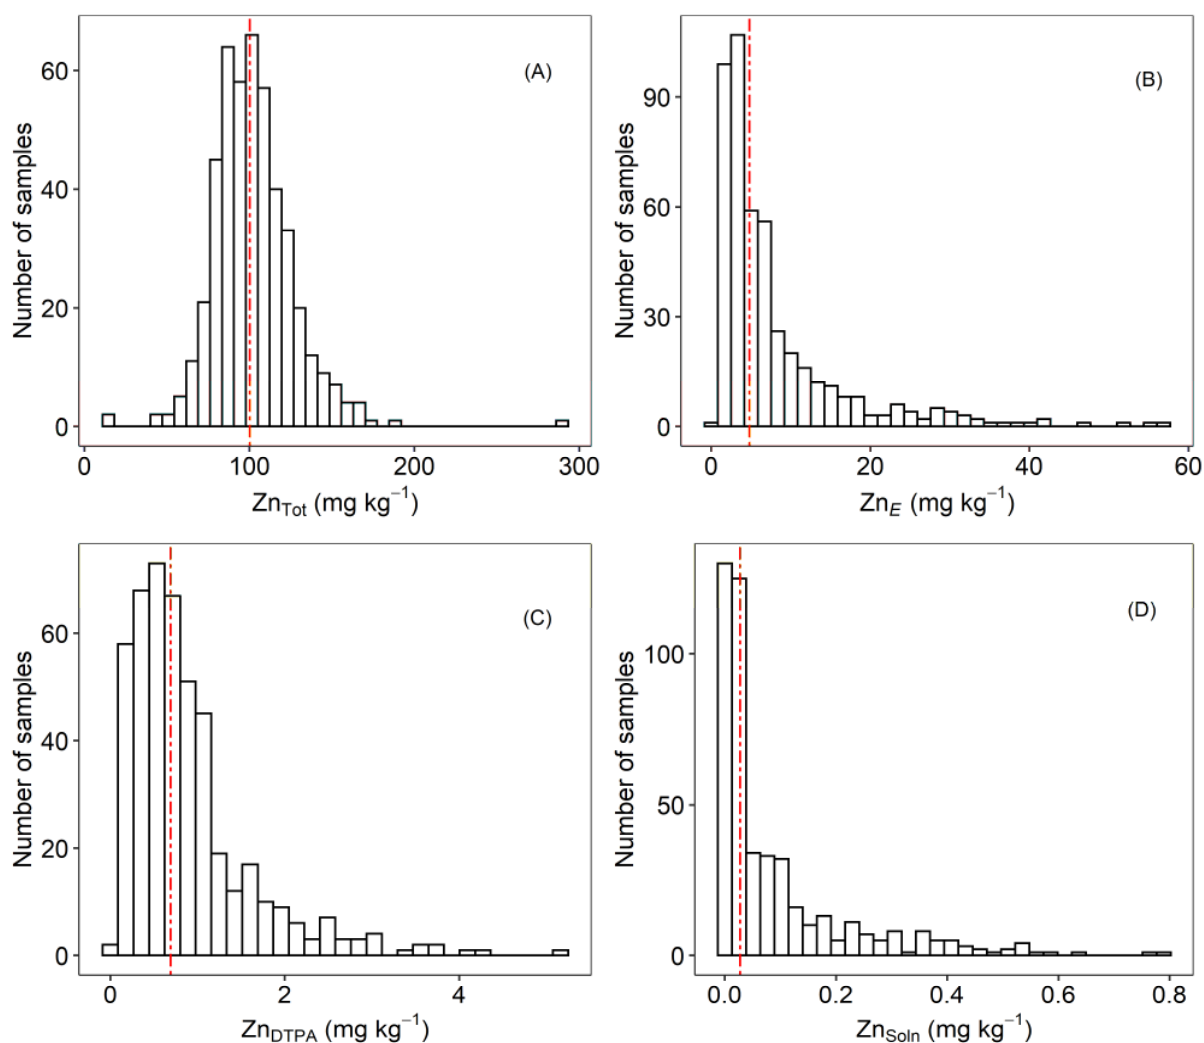 (A)
Number of samples
60
40
20
0
0 100 200 300
Zn_Tot (mg kg⁻¹)
(B)
Number of samples
90
60
30
0
0 20 40 60
Zn_E (mg kg⁻¹)
(C)
Number of samples
60
40
20
0
0 2 4
Zn_DTPA (mg kg⁻¹)
(D)
Number of samples
100
50
0
0.0 0.2 0.4 0.6 0.8
Zn_Soln (mg kg⁻¹)